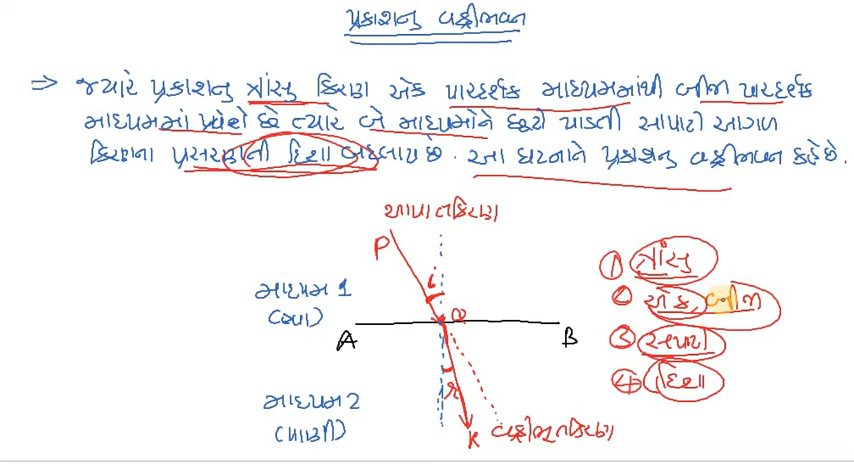 પ્રકાશનુ વક્રીભવન
⇒ જ્યારે પ્રકાશનુ ત્રાંસુ કિરણ એક પારદર્શક માધ્યમમાંથી બીજા પારદર્શક
માધ્યમમાં પ્રવેશે છે ત્યારે બે માધ્યમોને છૂટી પાડતી સપાટી આગળ
કિરણના પ્રસરણની દિશા બદલાય છે. આ ઘટનાને પ્રકાશનુ વક્રીભવન કહે છે.
આપાતકિરણ
P
i
માધ્યમ 1
(હવા)
Q
A
B
માધ્યમ 2
(પાણી)
r
R
વક્રીભૂતકિરણ
① ત્રાંસુ
② એક, બીજા
③ સપાટી
④ દિશા